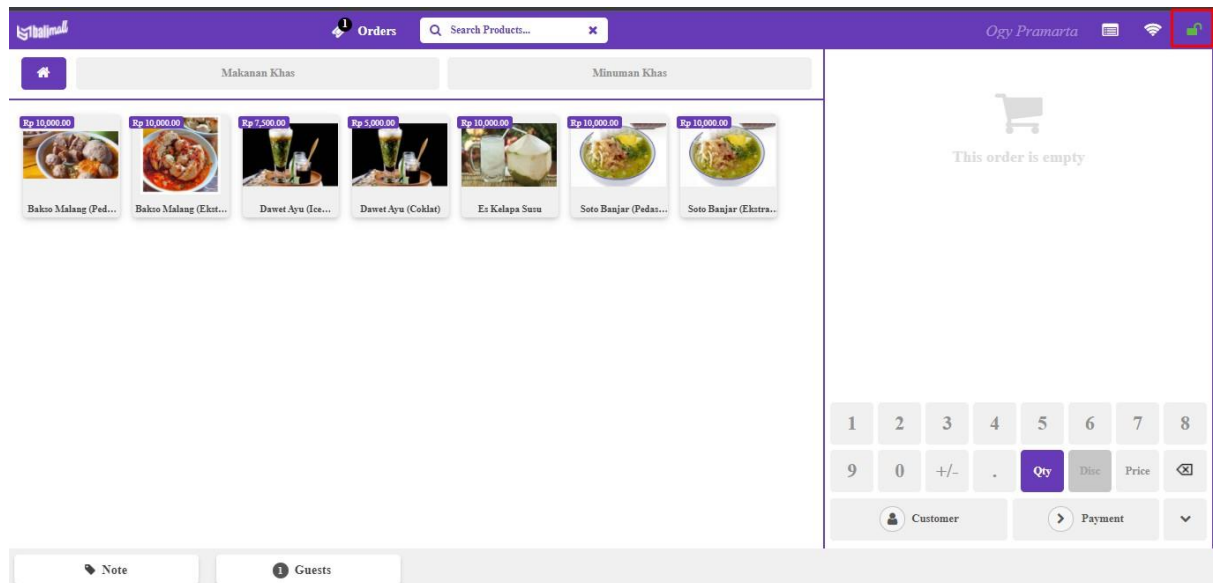 balimall
1
Orders
Search Products...
Ogy Pramarta
Makanan Khas
Minuman Khas
Rp 10,000.00
Rp 10,000.00
Rp 7,500.00
Rp 5,000.00
Rp 10,000.00
Rp 10,000.00
Rp 10,000.00
Bakso Malang (Ped...
Bakso Malang (Ekst...
Dawet Ayu (Ice...
Dawet Ayu (Coklat)
Es Kelapa Susu
Soto Banjar (Pedas...
Soto Banjar (Ekstra...
This order is empty
1 2 3 4 5 6 7 8
9 0 +/- . Qty Disc Price
Customer
Payment
Note
1 Guests